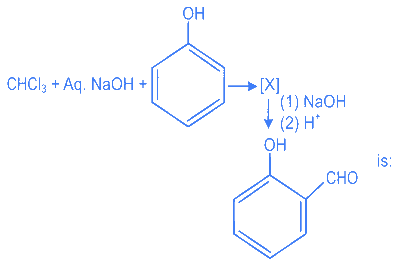 OH
CHCl₃ + Aq. NaOH + → [X]
(1) NaOH
(2) H⁺
OH
CHO
is: